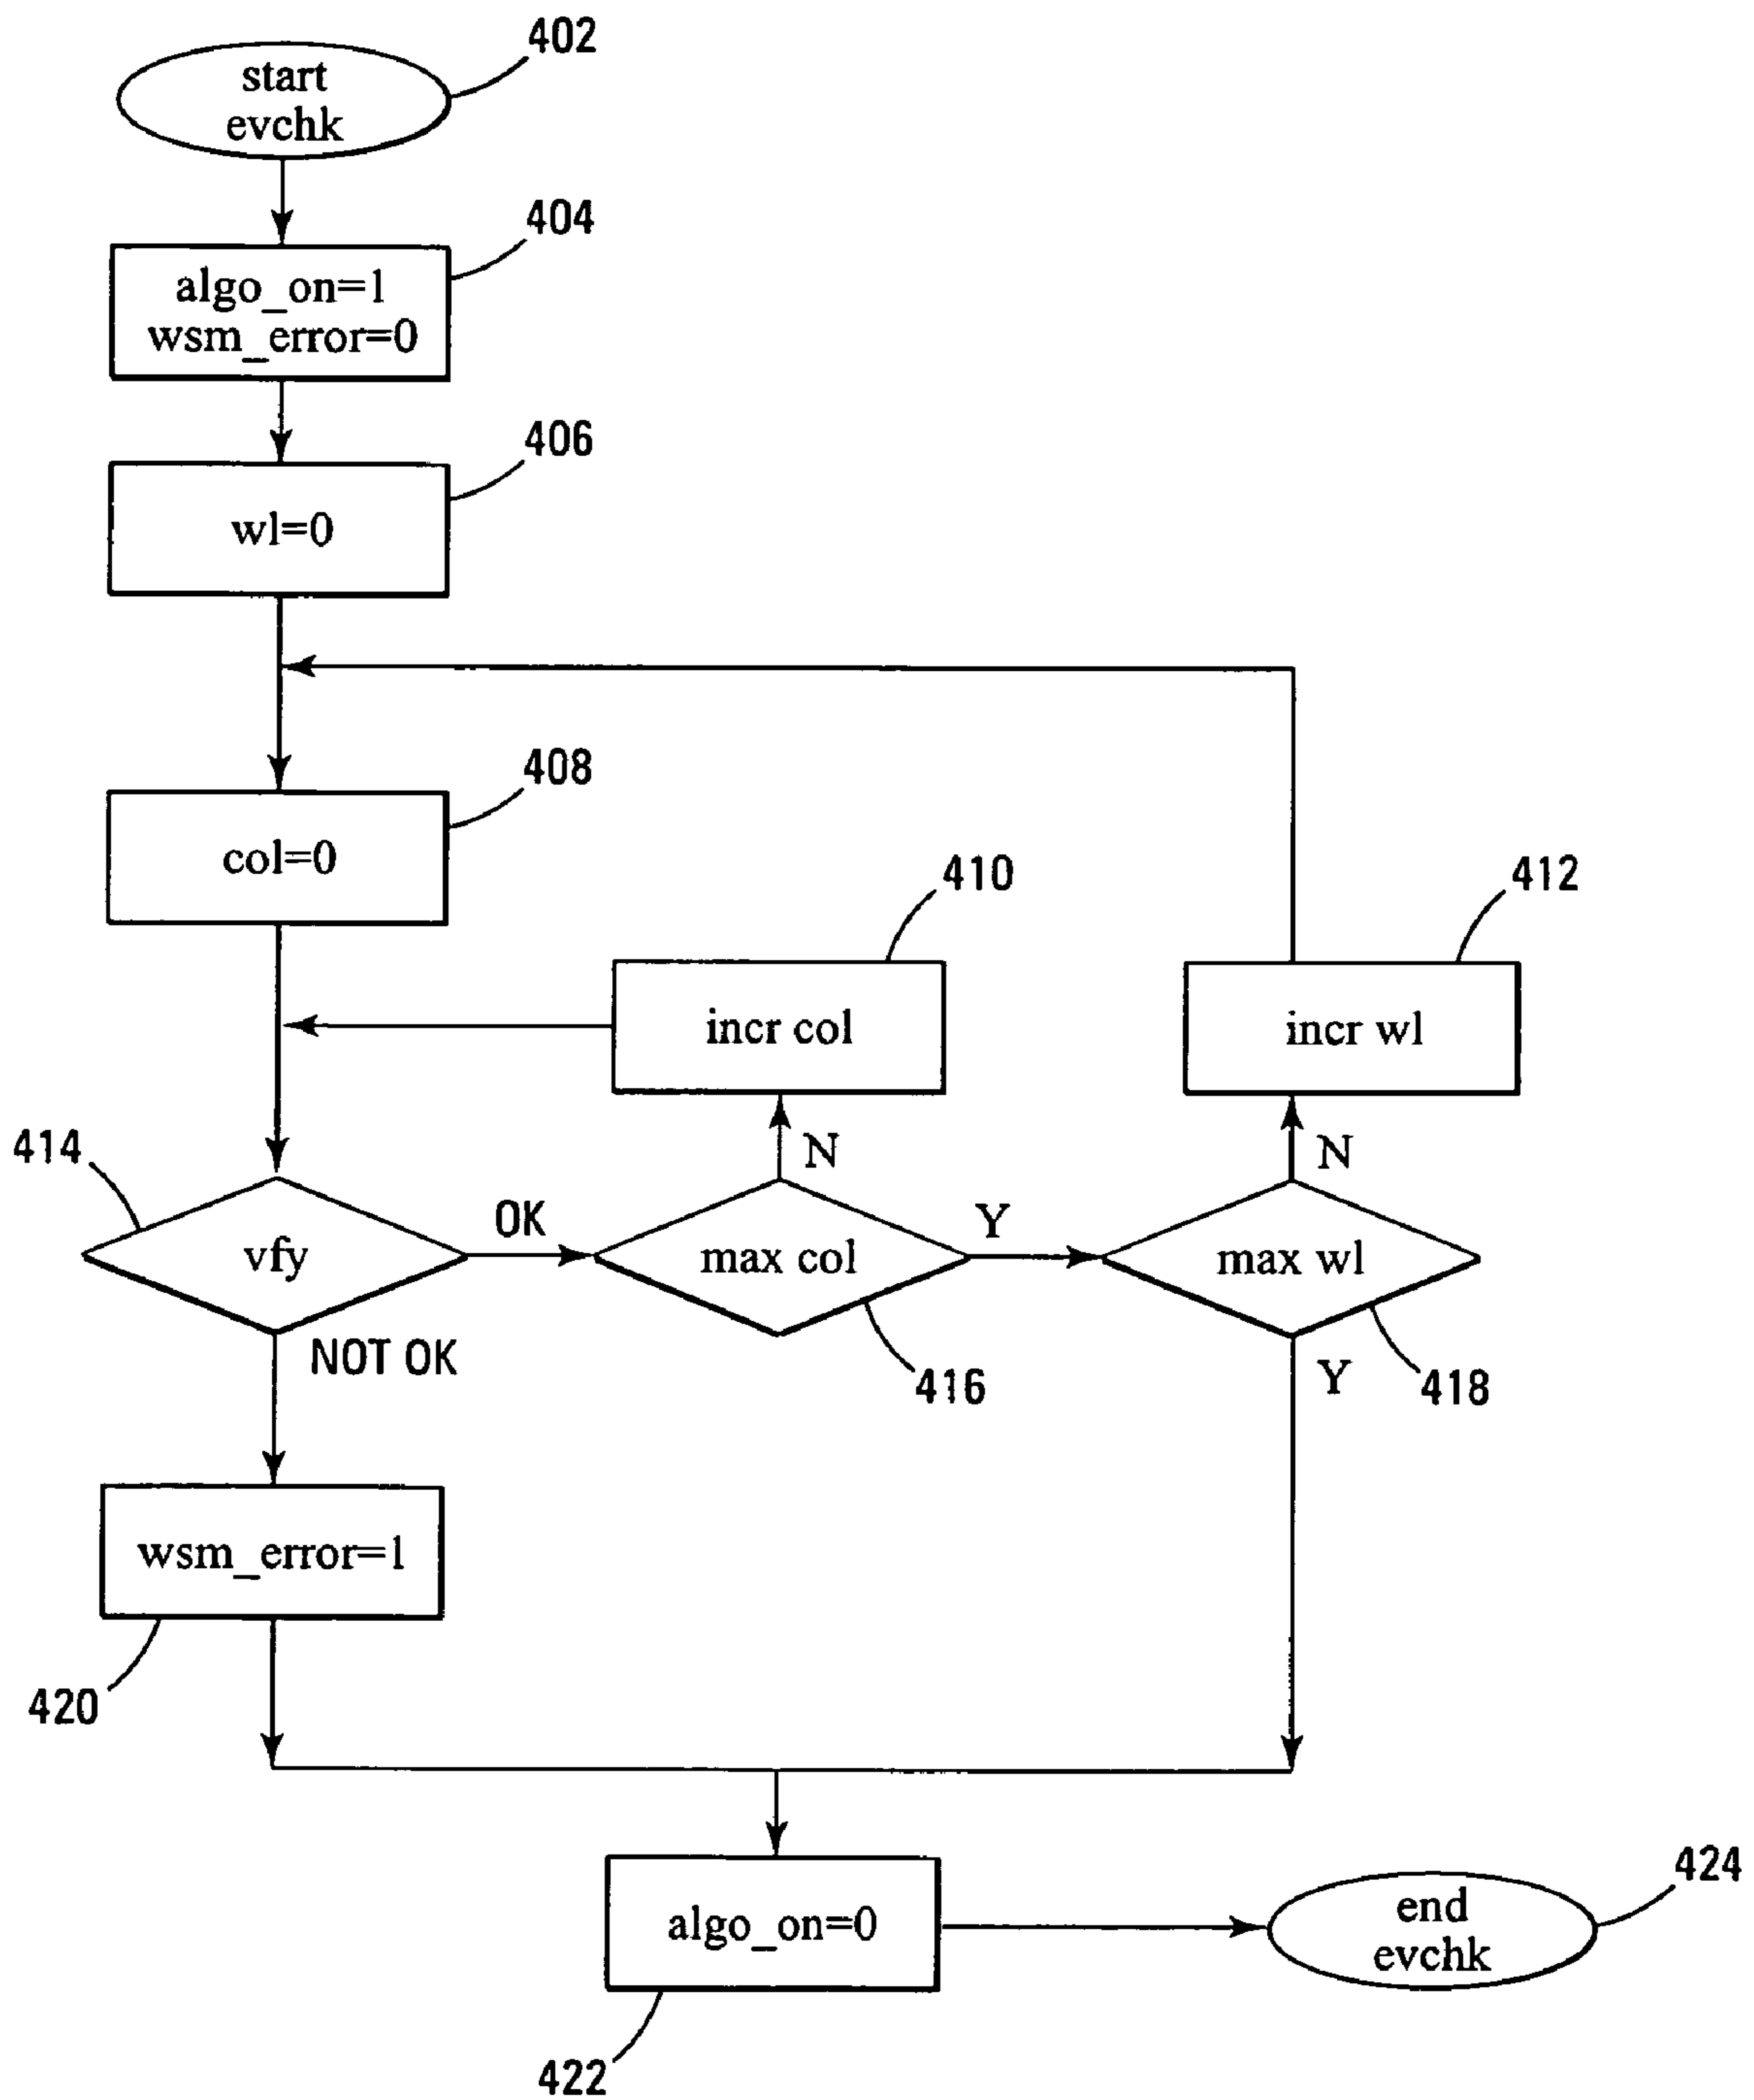 402
start
evchk
404
algo_on=1
wsm_error=0
406
wl=0
408
col=0
410
incr col
412
incr wl
414
N
N
vfy
OK
max col
Y
max wl
NOT OK
416
Y
418
wsm_error=1
420
algo_on=0
end
evchk
424
422